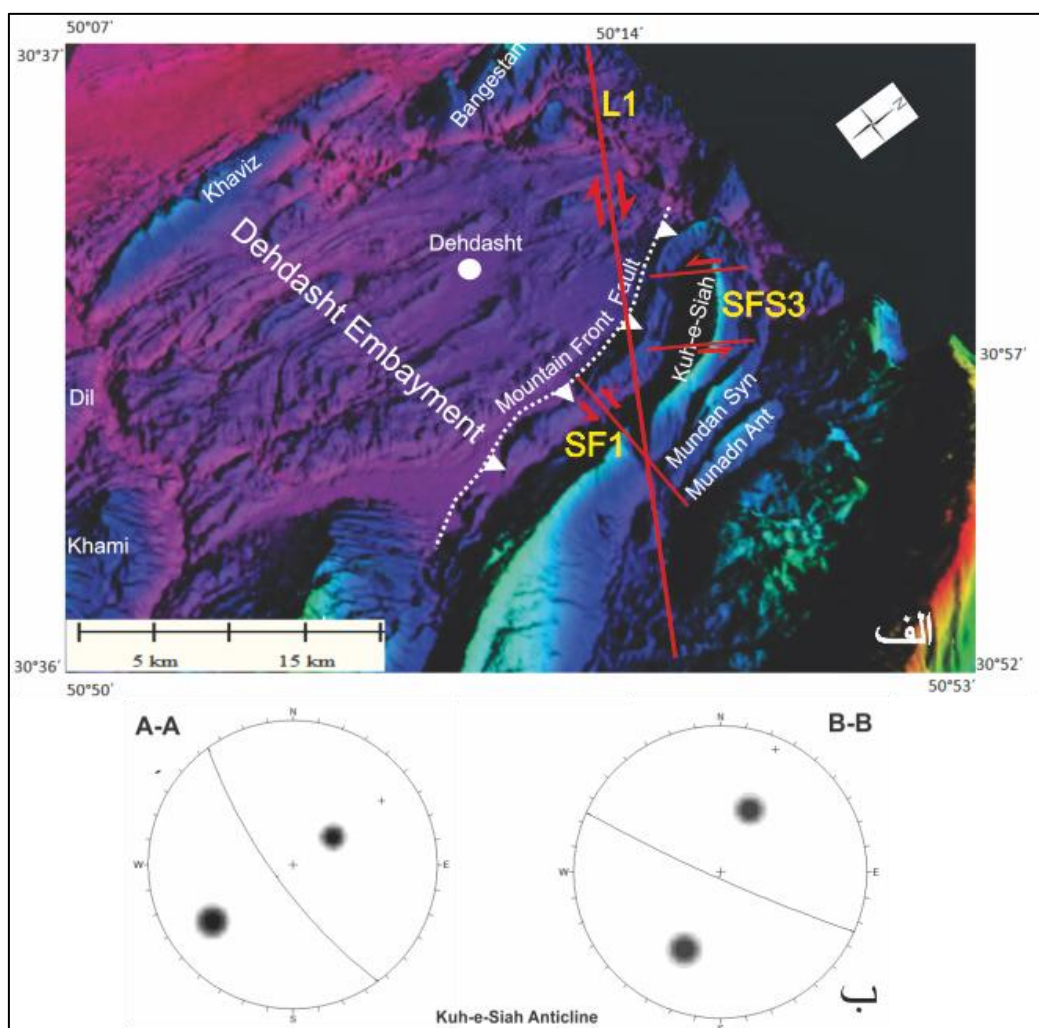 50°07'
50°14'
30°37'
Bangestan
L1
N
Khaviz
Dehdasht
Dehdasht Embayment
Mountain Front Fault
Kuh-e-Siah
SFS3
30°57'
Dil
SF1
Mundan Syn
Munadn Ant
Khami
5 km
15 km
الف
30°36'
30°52'
50°50'
50°53'
A-A
B-B
N
N
W
E
W
E
S
S
ب
Kuh-e-Siah Anticline